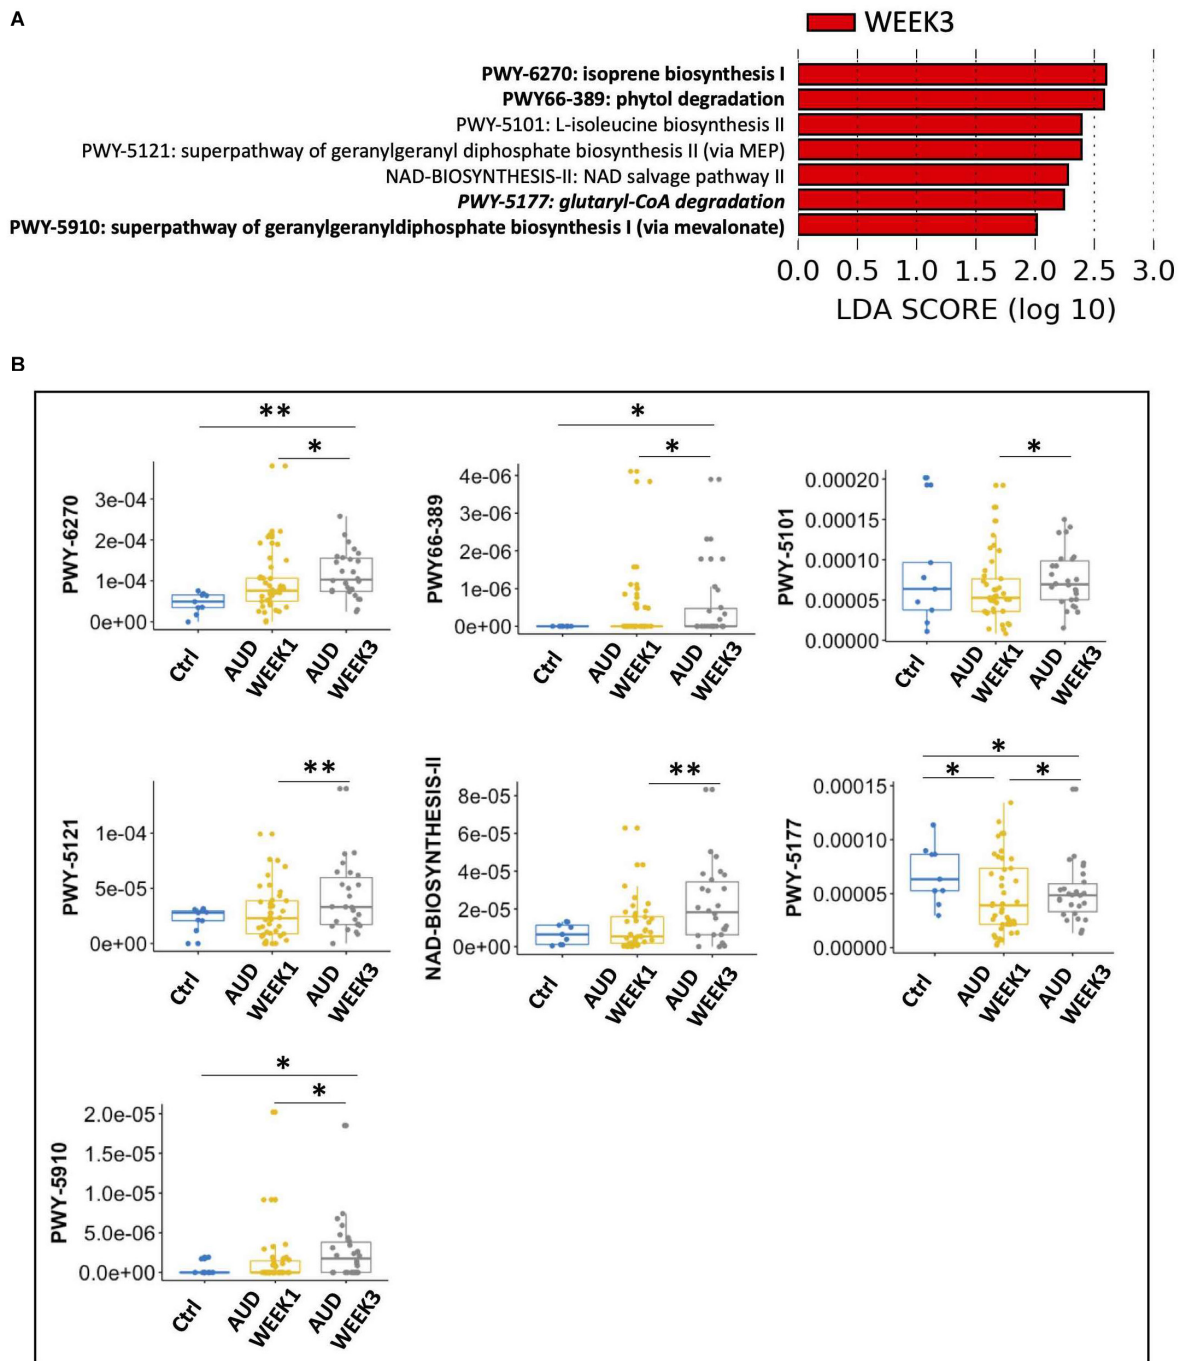 A
WEEK3
PWY-6270: isoprene biosynthesis I
PWY66-389: phytol degradation
PWY-5101: L-isoleucine biosynthesis II
PWY-5121: superpathway of geranylgeranyl diphosphate biosynthesis II (via MEP)
NAD-BIOSYNTHESIS-II: NAD salvage pathway II
PWY-5177: glutaryl-CoA degradation
PWY-5910: superpathway of geranylgeranyldiphosphate biosynthesis I (via mevalonate)
0.0 0.5 1.0 1.5 2.0 2.5 3.0
LDA SCORE (log 10)
B
**
*
PWY-6270
3e-04
2e-04
1e-04
0e+00
Ctrl
AUD
WEEK1
AUD
WEEK3
*
*
PWY66-389
4e-06
3e-06
2e-06
1e-06
0e+00
Ctrl
AUD
WEEK1
AUD
WEEK3
*
PWY-5101
0.00020
0.00015
0.00010
0.00005
0.00000
Ctrl
AUD
WEEK1
AUD
WEEK3
**
PWY-5121
1e-04
5e-05
0e+00
Ctrl
AUD
WEEK1
AUD
WEEK3
**
NAD-BIOSYNTHESIS-II
8e-05
6e-05
4e-05
2e-05
0e+00
Ctrl
AUD
WEEK1
AUD
WEEK3
*
* *
PWY-5177
0.00015
0.00010
0.00005
0.00000
Ctrl
AUD
WEEK1
AUD
WEEK3
*
*
PWY-5910
2.0e-05
1.5e-05
1.0e-05
5.0e-06
0.0e+00
Ctrl
AUD
WEEK1
AUD
WEEK3